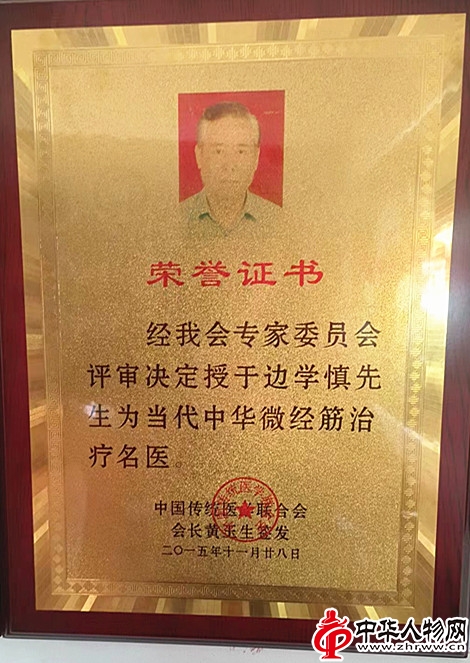 荣誉证书
经我会专家委员会
评审决定授于边学慎先
生为当代中华微经筋治
疗名医。
中国传统医 联合会
会长黄玉生签发
二〇一五年十一月廿八日
中华人物网
www.zhrww.cn